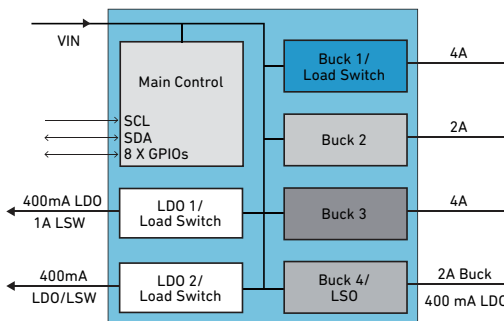 VIN
Main Control
SCL
SDA
8 X GPIOs
Buck 1/
Load Switch
4A
Buck 2
2A
400mA LDO
1A LSW
LDO 1/
Load Switch
Buck 3
4A
400mA
LDO/LSW
LDO 2/
Load Switch
Buck 4/
LSO
2A Buck
400 mA LDO